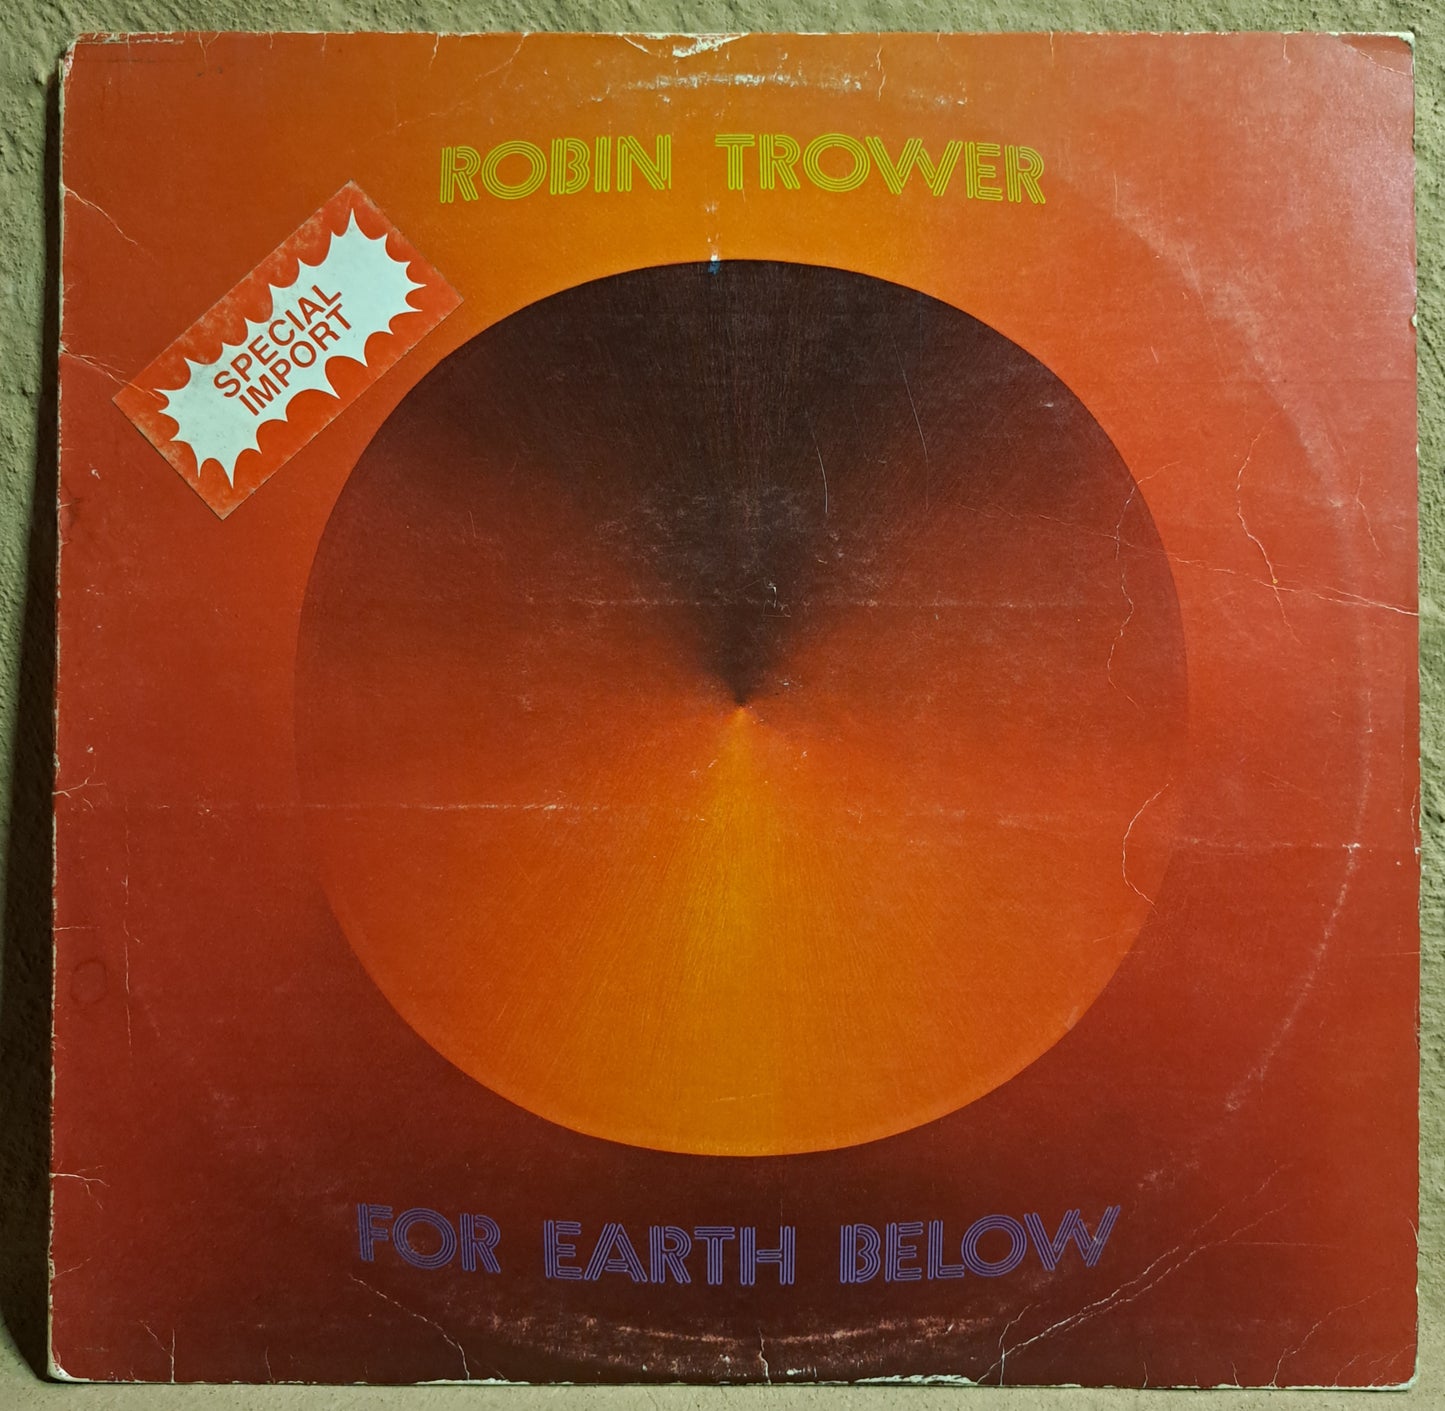 ROBIN TROWER
SPECIAL
IMPORT
FOR EARTH BELOW